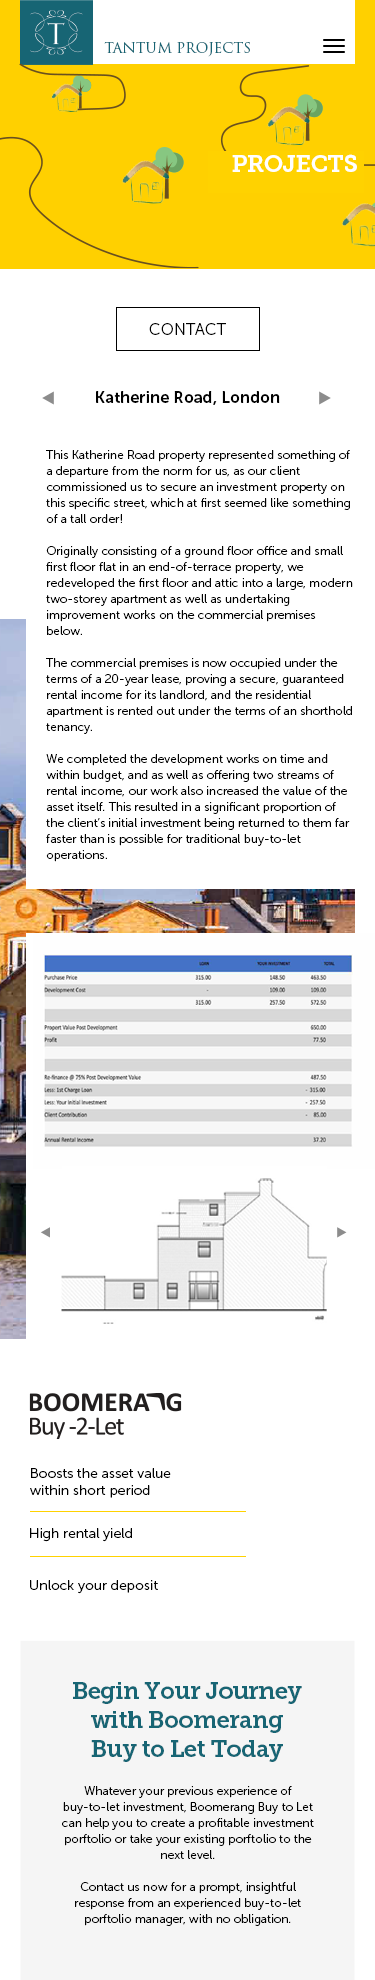 T
TANTUM PROJECTS
PROJECTS
CONTACT
Katherine Road, London
This Katherine Road property represented something of
a departure from the norm for us, as our client
commissioned us to secure an investment property on
this specific street, which at first seemed like something
of a tall order!
Originally consisting of a ground floor office and small
first floor flat in an end-of-terrace property, we
redeveloped the first floor and attic into a large, modern
two-storey apartment as well as undertaking
improvement works on the commercial premises
below.
The commercial premises is now occupied under the
terms of a 20-year lease, proving a secure, guaranteed
rental income for its landlord, and the residential
apartment is rented out under the terms of an shorthold
tenancy.
We completed the development works on time and
within budget, and as well as offering two streams of
rental income, our work also increased the value of the
asset itself. This resulted in a significant proportion of
the client's initial investment being returned to them far
faster than is possible for traditional buy-to-let
operations.
LOAN YOUR INVESTMENT TOTAL
Purchase Price 315.00 148.50 463.50
Development Cost - 109.00 109.00
315.00 257.50 572.50
Propert Value Post Development 650.00
Profit 77.50
Re-finance @ 75% Post Development Value 487.50
Less: 1st Charge Loan - 315.00
Less: Your Initial Investment - 257.50
Client Contribution - 85.00
Annual Rental Income 37.20
BOOMERANG
Buy -2-Let
Boosts the asset value
within short period
High rental yield
Unlock your deposit
Begin Your Journey
with Boomerang
Buy to Let Today
Whatever your previous experience of
buy-to-let investment, Boomerang Buy to Let
can help you to create a profitable investment
porftolio or take your existing porftolio to the
next level.
Contact us now for a prompt, insightful
response from an experienced buy-to-let
porftolio manager, with no obligation.